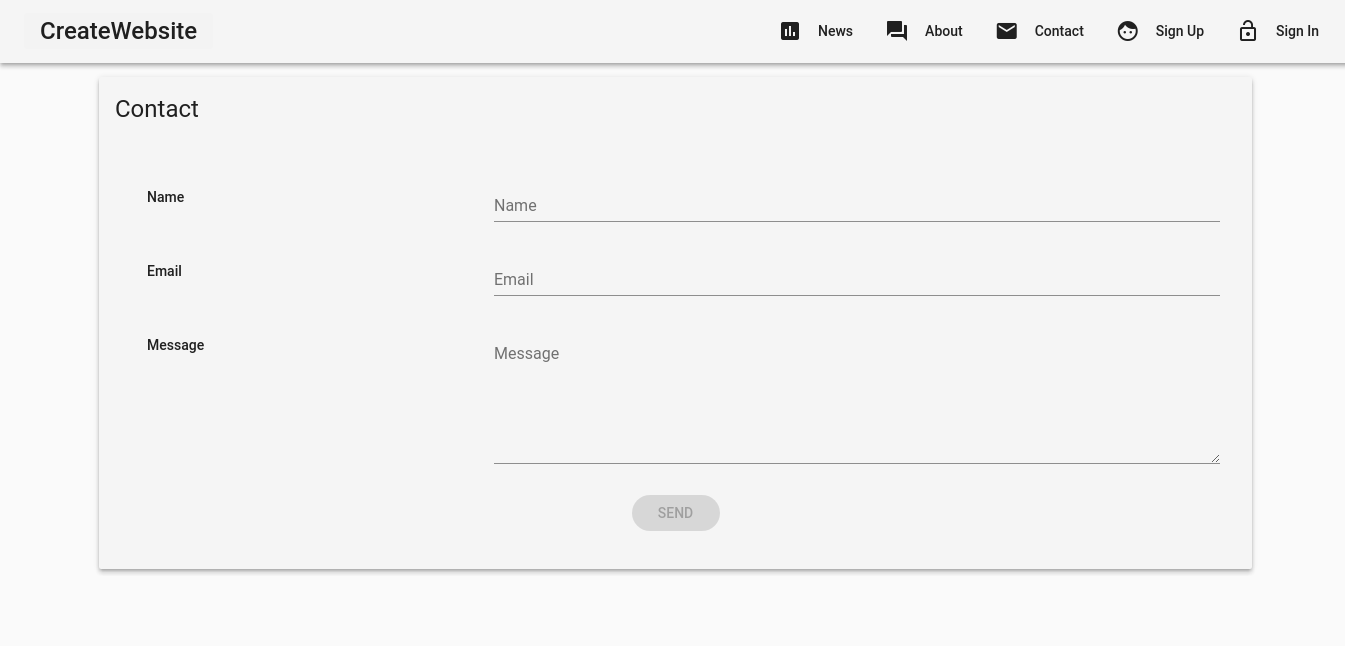 CreateWebsite
News
About
Contact
Sign Up
Sign In
Contact
Name
Name
Email
Email
Message
Message
SEND